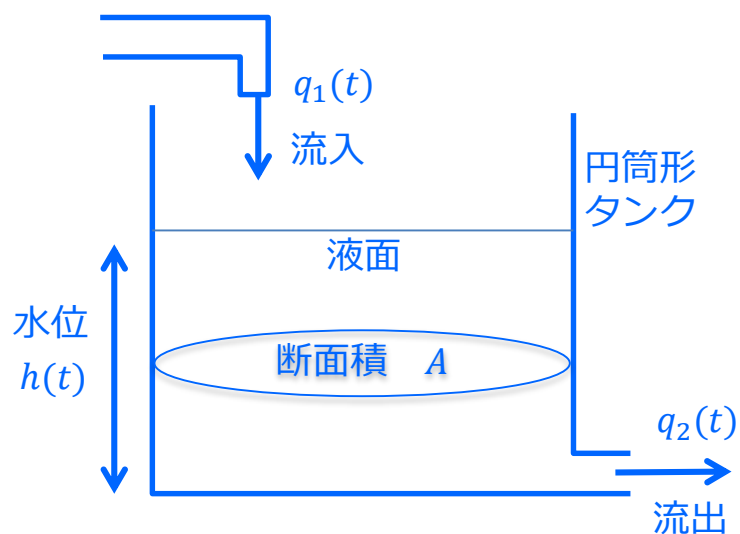 q₁(t)
流入
円筒形
タンク
液面
水位
h(t)
断面積 A
q₂(t)
流出